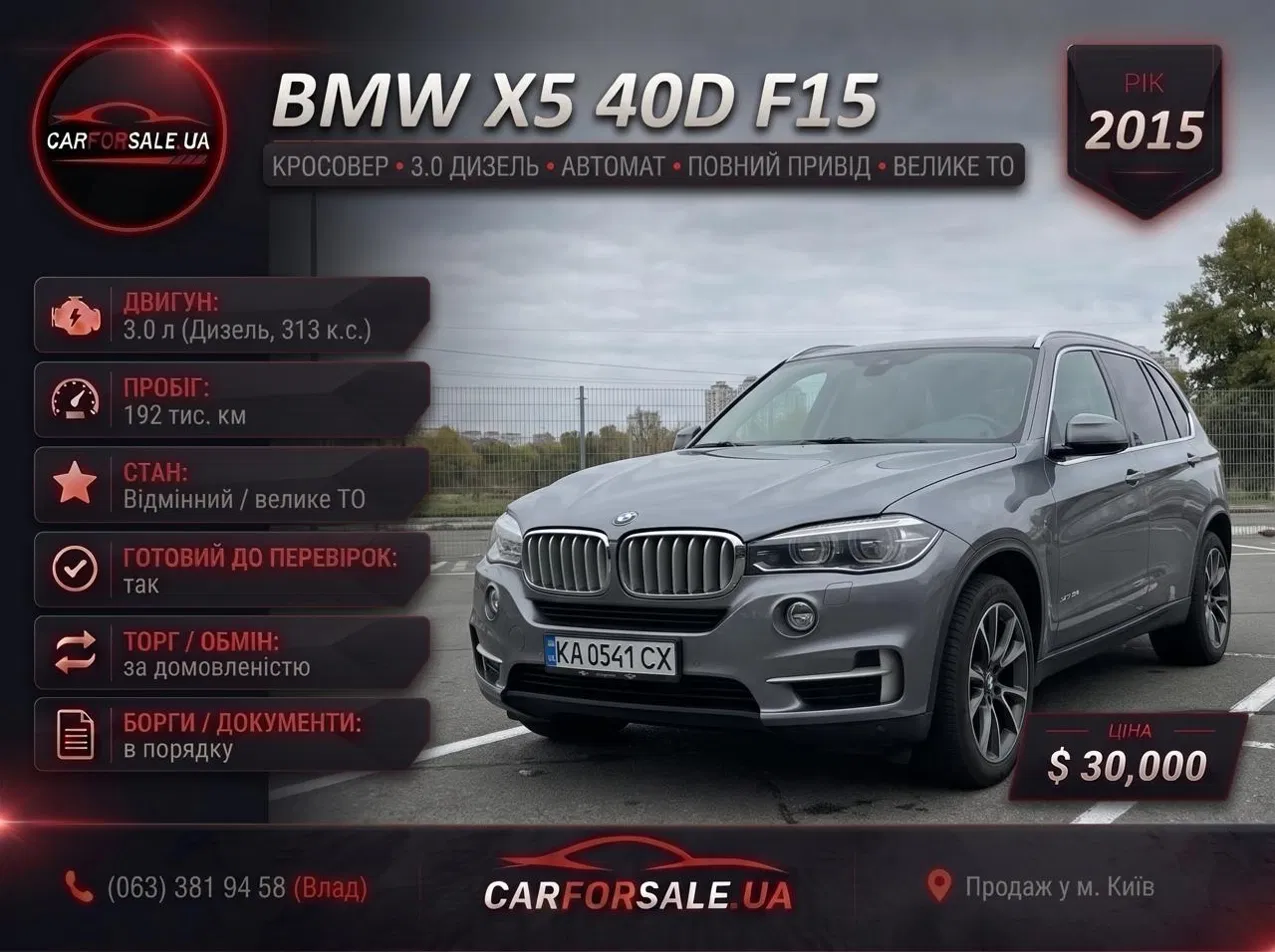 CARFORSALE.UA
BMW X5 40D F15
КРОСОВЕР • 3.0 ДИЗЕЛЬ • АВТОМАТ • ПОВНИЙ ПРИВІД • ВЕЛИКЕ ТО
РІК
2015
ДВИГУН:
3.0 л (Дизель, 313 к.с.)
ПРОБІГ:
192 тис. км
СТАН:
Відмінний / велике ТО
ГОТОВИЙ ДО ПЕРЕВІРОК:
так
ТОРГ / ОБМІН:
за домовленістю
БОРГИ / ДОКУМЕНТИ:
в порядку
KA 0541 CX
ЦІНА
$ 30,000
(063) 381 94 58 (Влад)
CARFORSALE.UA
Продаж у м. Київ